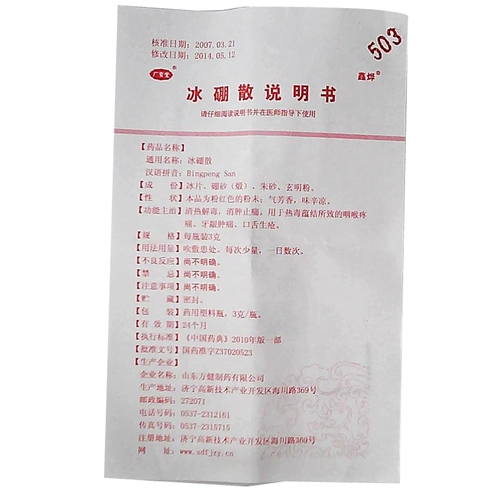 核准日期：2007.03.21
修改日期：2014.05.12
503
广育堂®
鑫烨®
冰硼散说明书
请仔细阅读说明书并在医师指导下使用
【药品名称】
通用名称：冰硼散
汉语拼音：Bingpeng San
【成　份】冰片、硼砂（煅）、朱砂、玄明粉。
【性　状】本品为粉红色的粉末；气芳香，味辛凉。
【功能主治】清热解毒，消肿止痛。用于热毒蕴结所致的咽喉疼
痛、牙龈肿痛、口舌生疮。
【规　格】每瓶装3克
【用法用量】吹敷患处。每次少量，一日数次。
【不良反应】尚不明确。
【禁　忌】尚不明确。
【注意事项】尚不明确。
【贮　藏】密封。
【包　装】药用塑料瓶，3克/瓶。
【有 效 期】24个月
【执行标准】《中国药典》2010年版一部
【批准文号】国药准字Z37020523
【生产企业】
企业名称：山东方健制药有限公司
生产地址：济宁高新技术产业开发区海川路369号
邮政编码：272071
电话号码：0537-2312181
传真号码：0537-2315715
注册地址：济宁高新技术产业开发区海川路369号
网　址：www.sdfjzy.cn